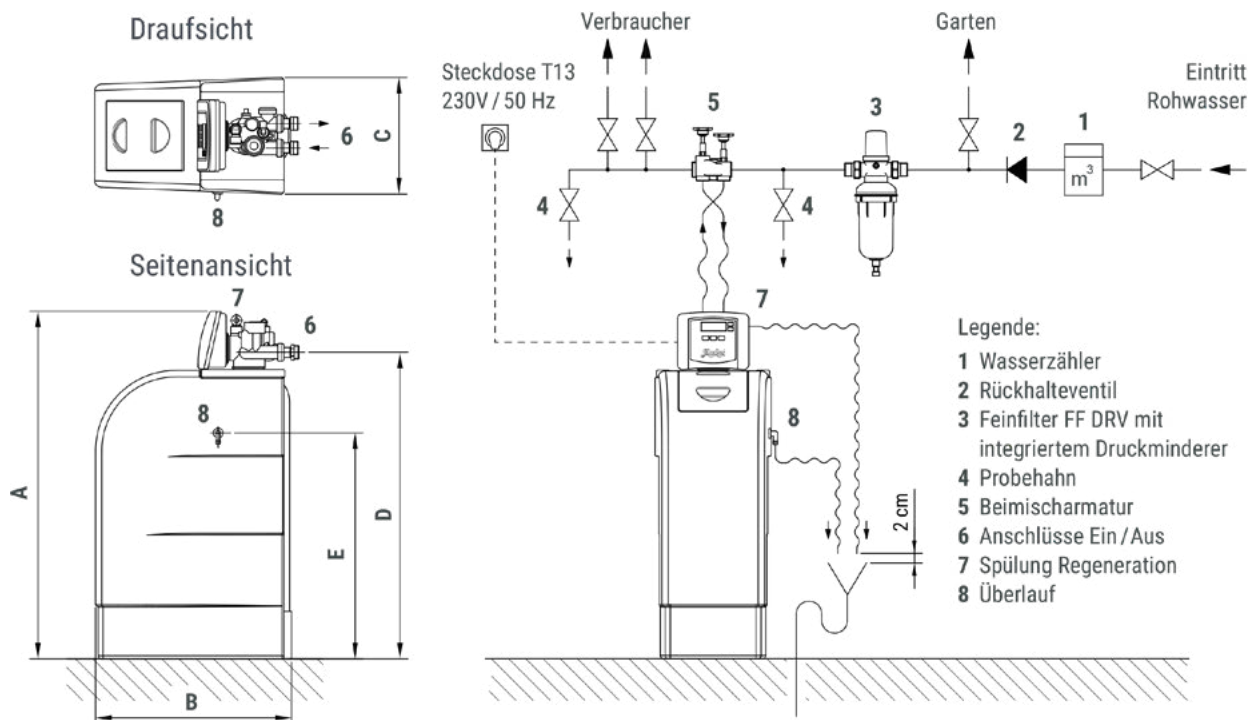 Draufsicht
C
6
8
Seitenansicht
7
6
8
A
D
E
B
Verbraucher
Garten
Steckdose T13
230V / 50 Hz
Eintritt
Rohwasser
5
3
2
1
m³
4
4
7
8
2 cm
Legende:
1 Wasserzähler
2 Rückhalteventil
3 Feinfilter FF DRV mit
integriertem Druckminderer
4 Probehahn
5 Beimischarmatur
6 Anschlüsse Ein / Aus
7 Spülung Regeneration
8 Überlauf